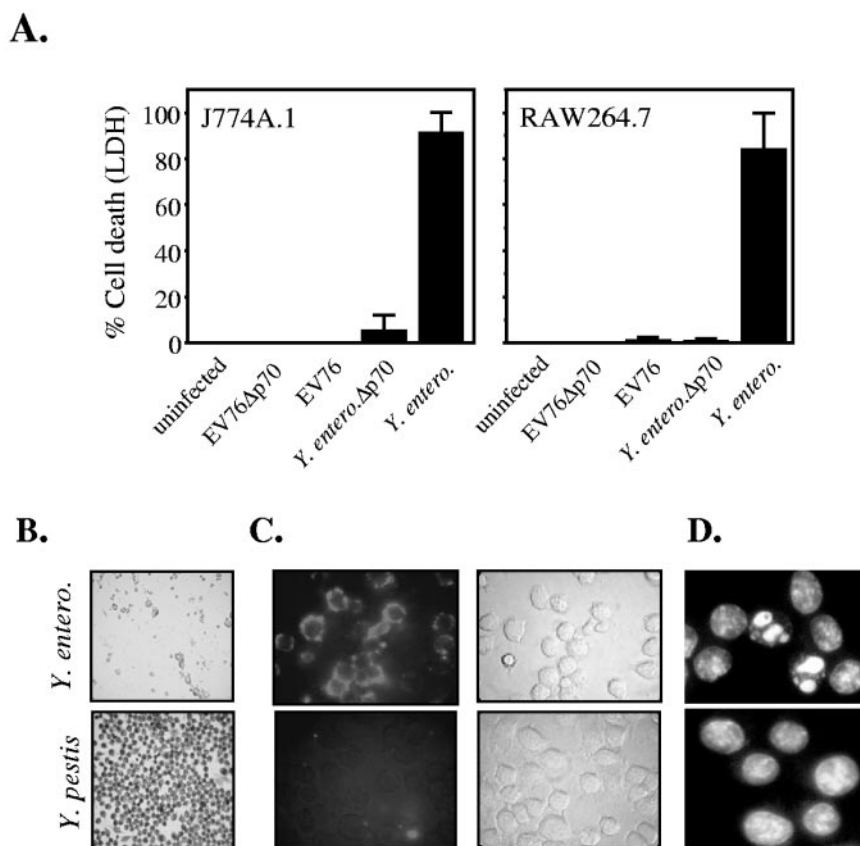 A.
J774A.1
RAW264.7
% Cell death (LDH)
100
80
60
40
20
0
uninfected
EV76Δp70
EV76
Y. entero.Δp70
Y. entero.
uninfected
EV76Δp70
EV76
Y. entero.Δp70
Y. entero.
B.
C.
D.
Y. entero.
Y. pestis